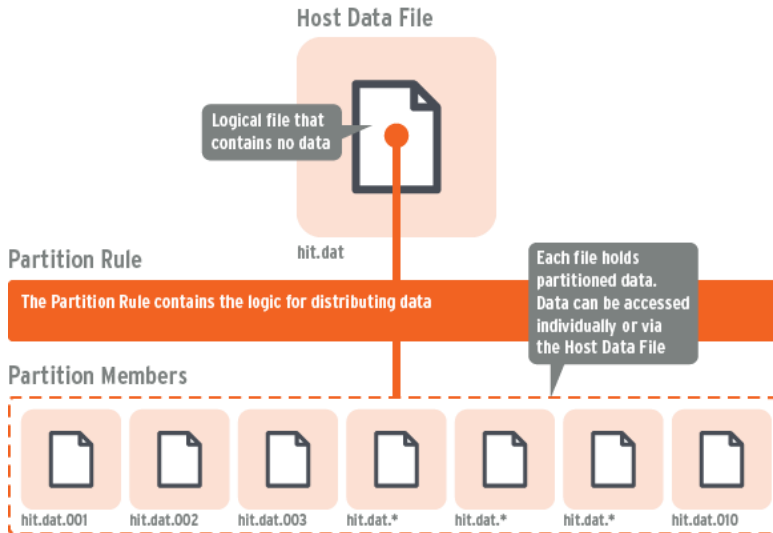 Host Data File
Logical file that
contains no data
hit.dat
Partition Rule
Each file holds
partitioned data.
Data can be accessed
individually or via
the Host Data File
The Partition Rule contains the logic for distributing data
Partition Members
hit.dat.001
hit.dat.002
hit.dat.003
hit.dat.*
hit.dat.*
hit.dat.*
hit.dat.010